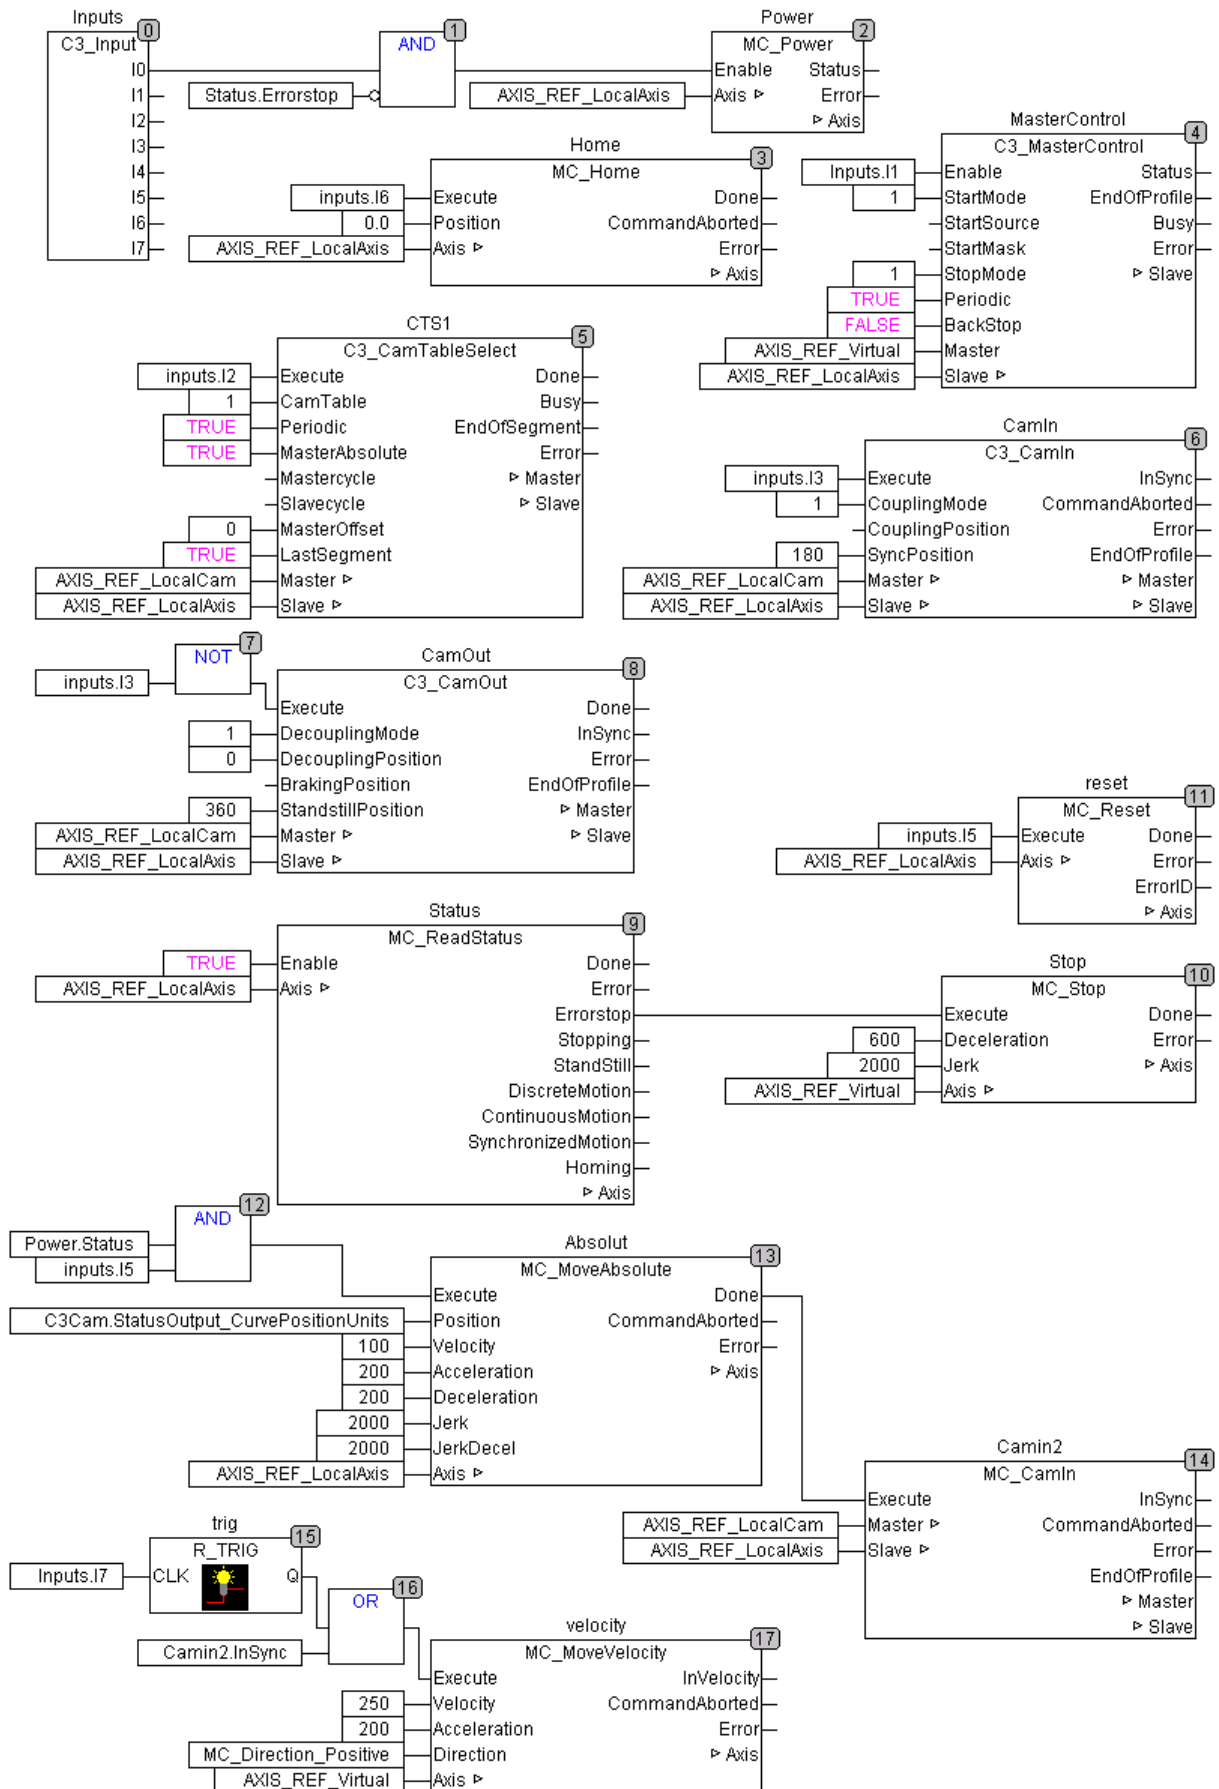 Inputs
0
C3_Input
I0
I1
I2
I3
I4
I5
I6
I7
1
AND
Status.Errorstop
Power
2
MC_Power
Enable Status
AXIS_REF_LocalAxis Axis Error
Axis
Home
3
MC_Home
inputs.I6 Execute Done
0.0 Position CommandAborted
AXIS_REF_LocalAxis Axis Error
Axis
MasterControl
4
C3_MasterControl
Inputs.I1 Enable Status
1 StartMode EndOfProfile
StartSource Busy
StartMask Error
1 StopMode Slave
TRUE Periodic
FALSE BackStop
AXIS_REF_Virtual Master
AXIS_REF_LocalAxis Slave
CTS1
5
C3_CamTableSelect
inputs.I2 Execute Done
1 CamTable Busy
TRUE Periodic EndOfSegment
TRUE MasterAbsolute Error
Mastercycle Master
Slavecycle Slave
0 MasterOffset
TRUE LastSegment
AXIS_REF_LocalCam Master
AXIS_REF_LocalAxis Slave
CamIn
6
C3_CamIn
inputs.I3 Execute InSync
1 CouplingMode CommandAborted
CouplingPosition Error
180 SyncPosition EndOfProfile
AXIS_REF_LocalCam Master Master
AXIS_REF_LocalAxis Slave Slave
7
NOT
inputs.I3
CamOut
8
C3_CamOut
Execute Done
1 DecouplingMode InSync
0 DecouplingPosition Error
BrakingPosition EndOfProfile
360 StandstillPosition Master
AXIS_REF_LocalCam Master Slave
AXIS_REF_LocalAxis Slave
reset
11
MC_Reset
inputs.I5 Execute Done
AXIS_REF_LocalAxis Axis Error
ErrorID
Axis
Status
9
MC_ReadStatus
TRUE Enable Done
AXIS_REF_LocalAxis Axis Error
Errorstop
Stopping
StandStill
DiscreteMotion
ContinuousMotion
SynchronizedMotion
Homing
Axis
Stop
10
MC_Stop
Execute Done
600 Deceleration Error
2000 Jerk Axis
AXIS_REF_Virtual Axis
12
AND
Power.Status
inputs.I5
Absolut
13
MC_MoveAbsolute
Execute Done
C3Cam.StatusOutput_CurvePositionUnits Position CommandAborted
100 Velocity Error
200 Acceleration Axis
200 Deceleration
2000 Jerk
2000 JerkDecel
AXIS_REF_LocalAxis Axis
Camin2
14
MC_CamIn
Execute InSync
AXIS_REF_LocalCam Master CommandAborted
AXIS_REF_LocalAxis Slave Error
EndOfProfile
Master
Slave
trig
15
R_TRIG
Inputs.I7 CLK Q
16
OR
Camin2.InSync
velocity
17
MC_MoveVelocity
Execute InVelocity
250 Velocity CommandAborted
200 Acceleration Error
MC_Direction_Positive Direction Axis
AXIS_REF_Virtual Axis